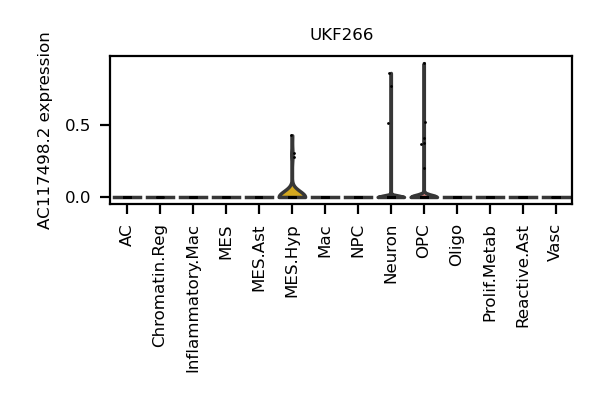 UKF266
AC117498.2 expression
0.5
0.0
AC
Chromatin.Reg
Inflammatory.Mac
MES
MES.Ast
MES.Hyp
Mac
NPC
Neuron
OPC
Oligo
Prolif.Metab
Reactive.Ast
Vasc